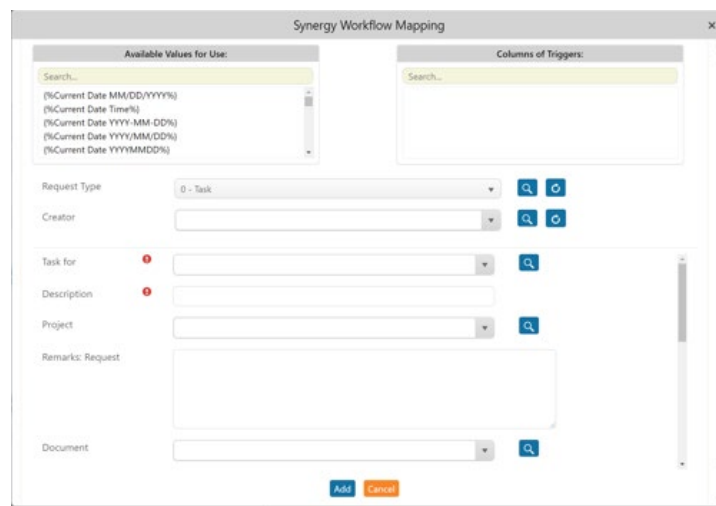 Synergy Workflow Mapping
×
Available Values for Use:
Columns of Triggers:
Search...
Search...
(%Current Date MM/DD/YYYY%)
(%Current Date Time%)
(%Current Date YYYY-MM-DD%)
(%Current Date YYYY/MM/DD%)
(%Current Date YYYYMMDD%)
Request Type
0 - Task
Creator
Task for
Description
Project
Remarks: Request
Document
Add
Cancel